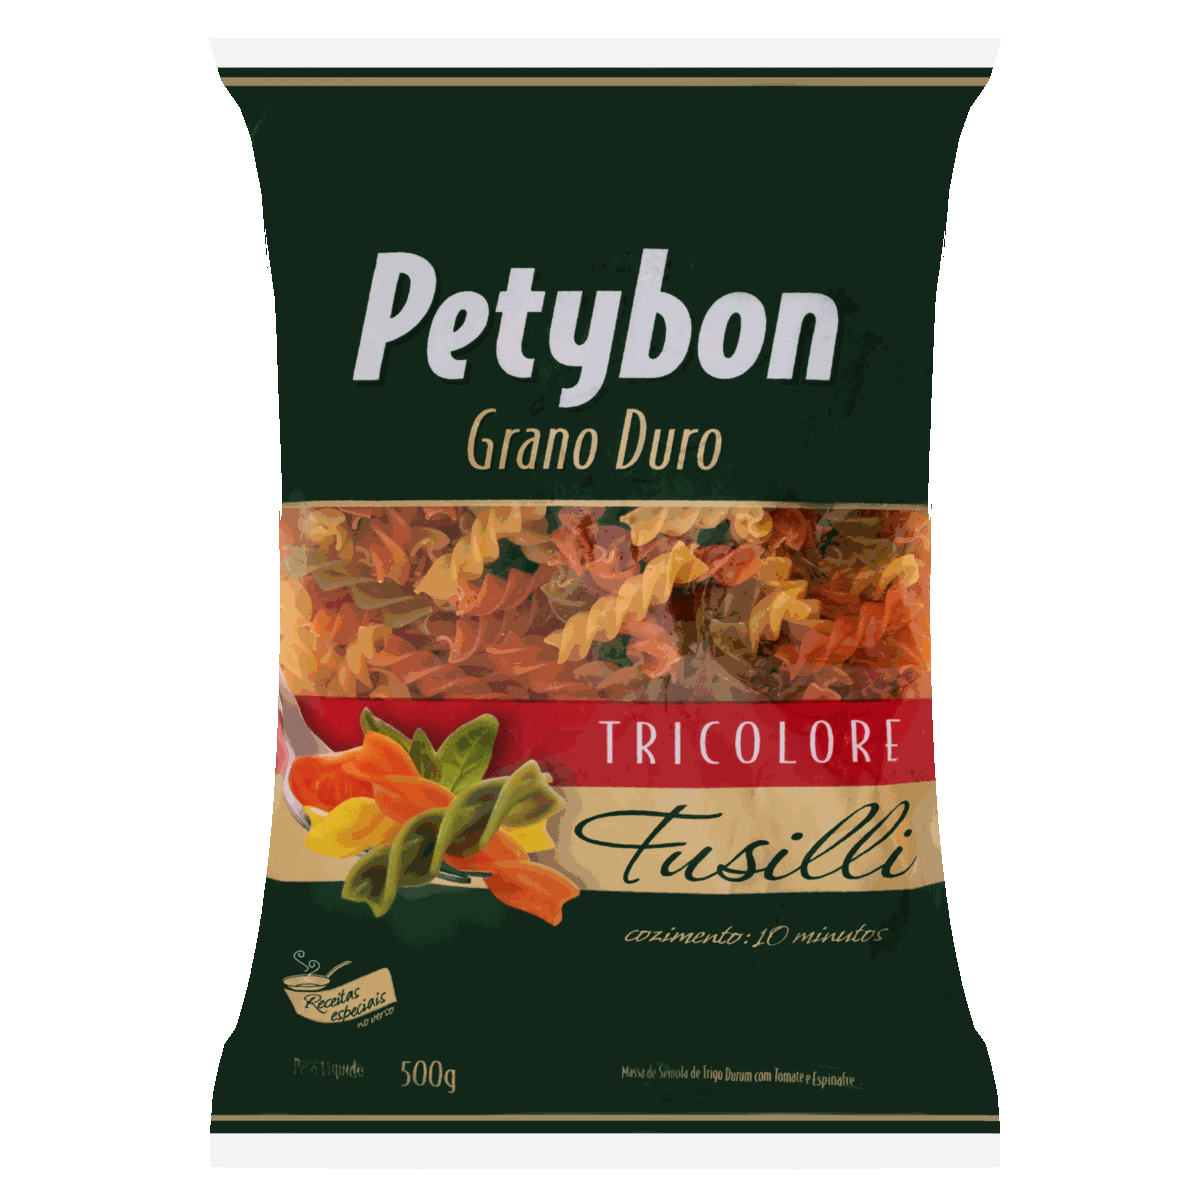 Petybon
Grano Duro
TRICOLORE
Fusilli
cozimento: 10 minutos
Receitas
especiais
no verso
Peso Líquido 500g
Massa de Sêmola de Trigo Durum com Tomate e Espinafre